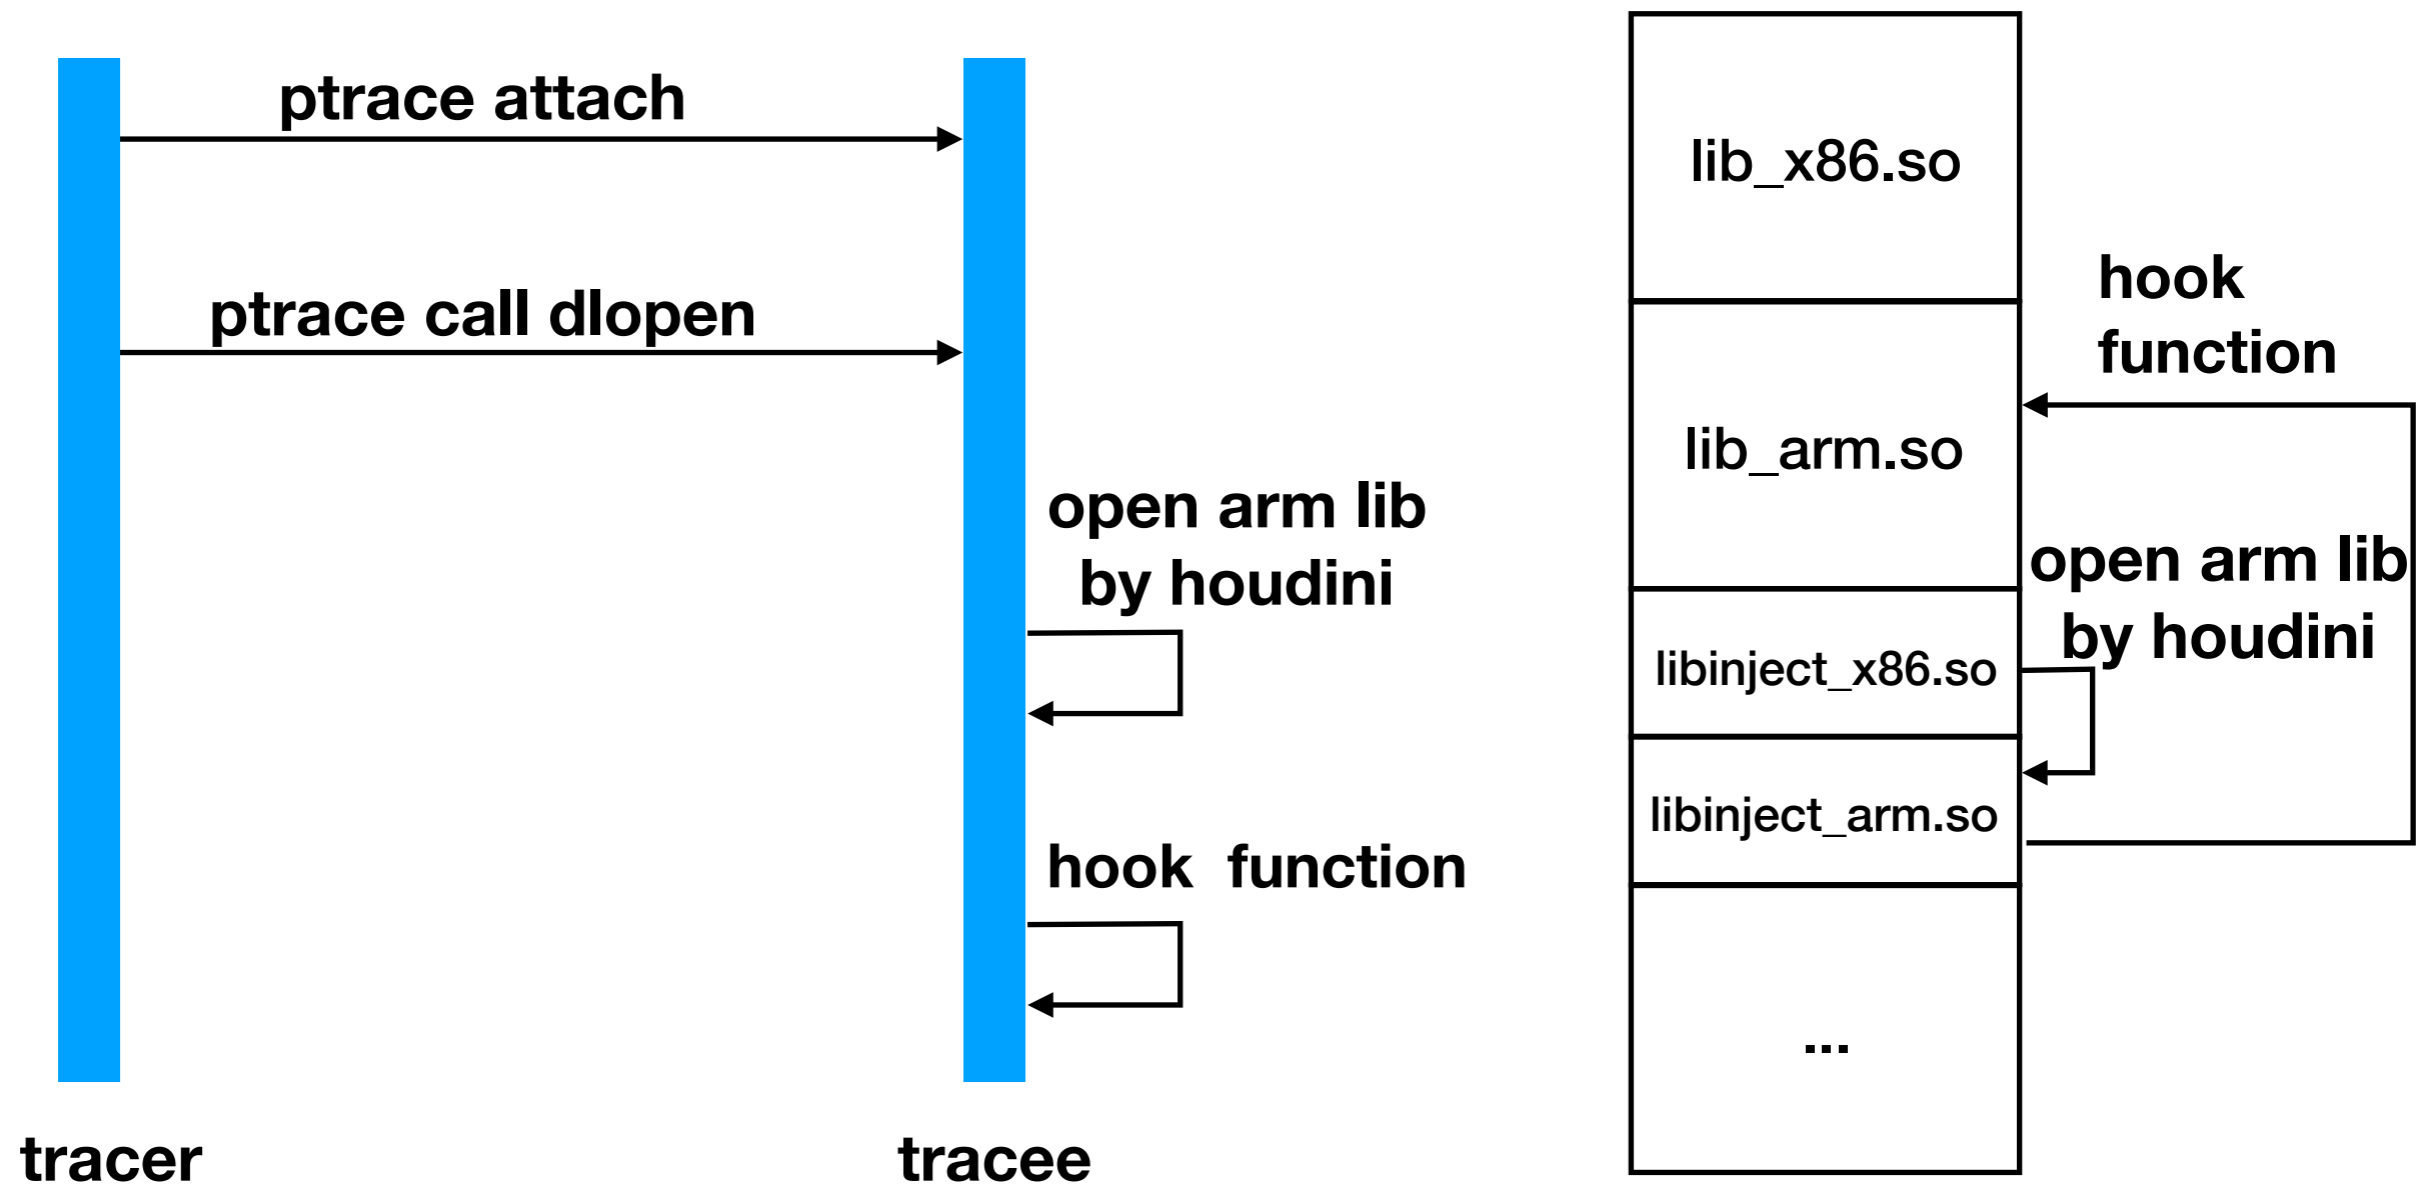 ptrace attach
ptrace call dlopen
open arm lib
by houdini
hook function
tracer
tracee
lib_x86.so
lib_arm.so
libinject_x86.so
libinject_arm.so
...
hook
function
open arm lib
by houdini